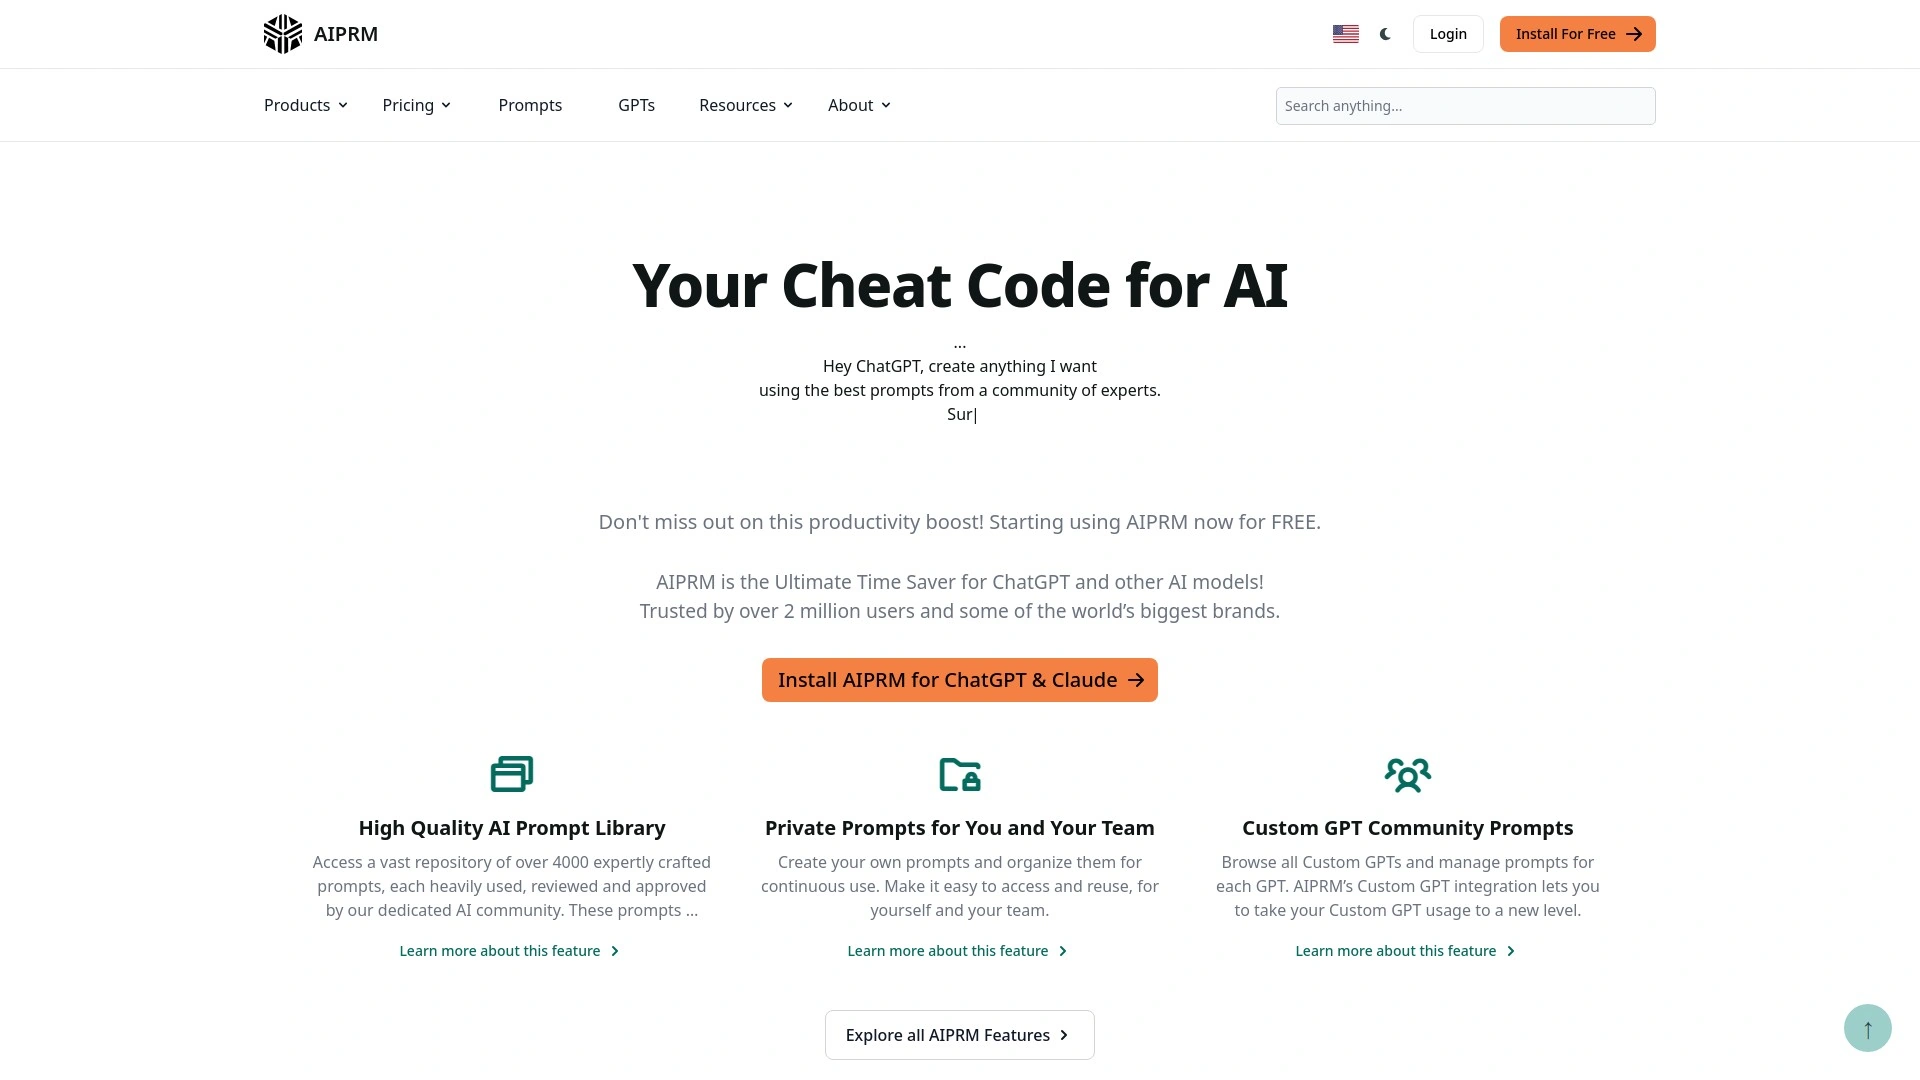 AIPRM
Login
Install For Free
Products
Pricing
Prompts
GPTs
Resources
About
Search anything...
Your Cheat Code for AI
...
Hey ChatGPT, create anything I want
using the best prompts from a community of experts.
Sur|
Don't miss out on this productivity boost! Starting using AIPRM now for FREE.
AIPRM is the Ultimate Time Saver for ChatGPT and other AI models!
Trusted by over 2 million users and some of the world’s biggest brands.
Install AIPRM for ChatGPT & Claude
High Quality AI Prompt Library
Access a vast repository of over 4000 expertly crafted
prompts, each heavily used, reviewed and approved
by our dedicated AI community. These prompts ...
Learn more about this feature
Private Prompts for You and Your Team
Create your own prompts and organize them for
continuous use. Make it easy to access and reuse, for
yourself and your team.
Learn more about this feature
Custom GPT Community Prompts
Browse all Custom GPTs and manage prompts for
each GPT. AIPRM’s Custom GPT integration lets you
to take your Custom GPT usage to a new level.
Learn more about this feature
Explore all AIPRM Features
↑